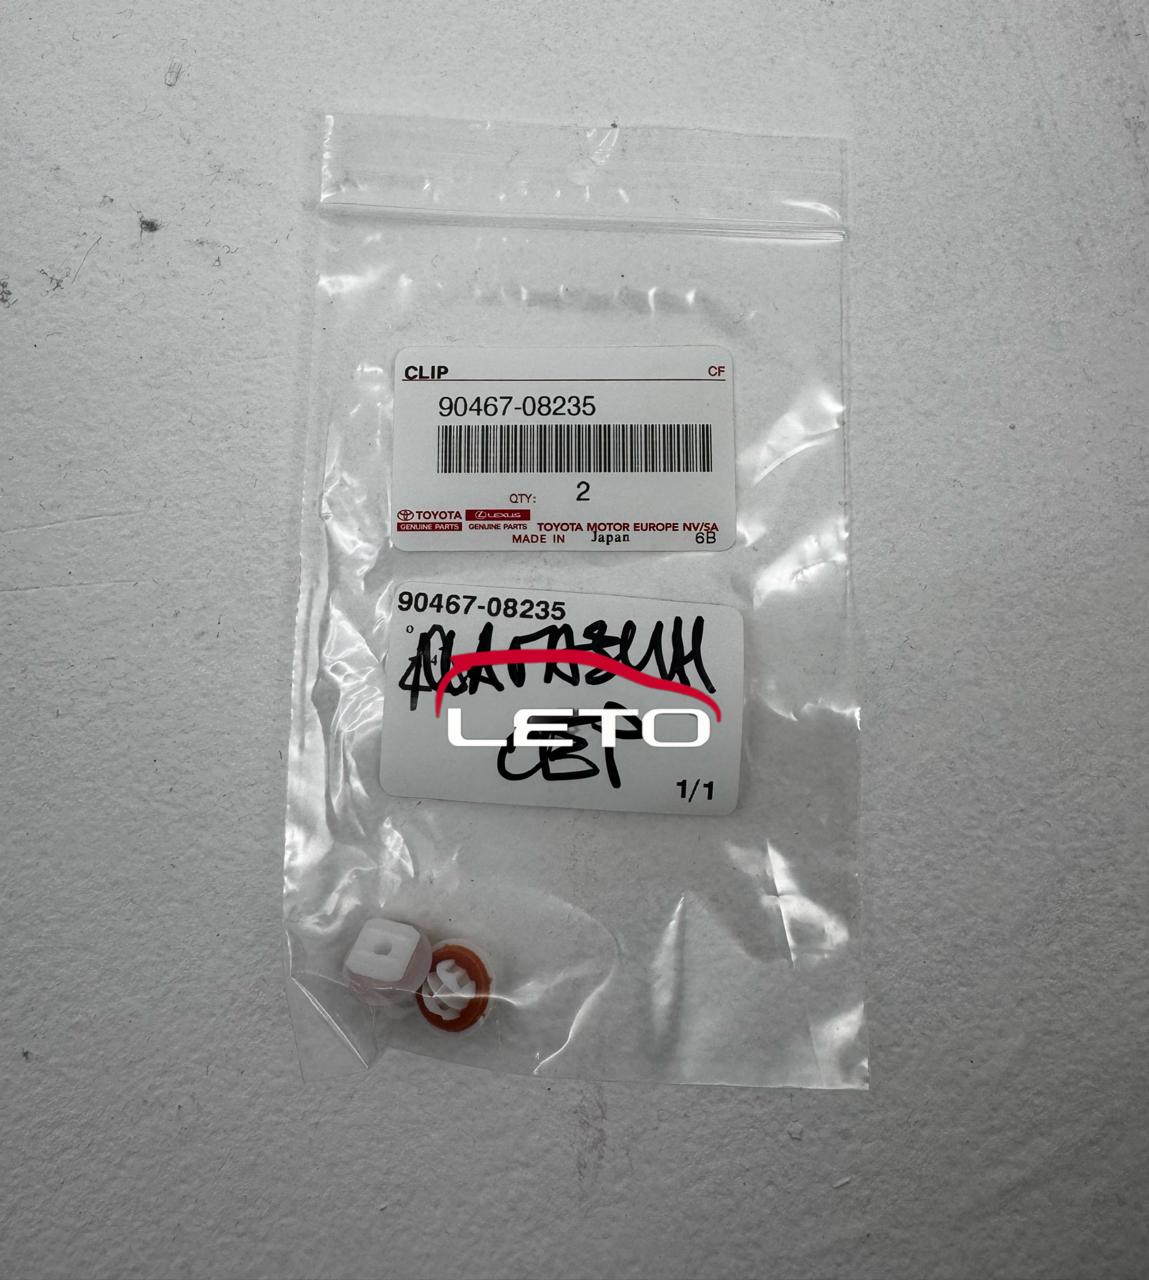 CLIP CF
90467-08235
QTY: 2
TOYOTA LEXUS
GENUINE PARTS GENUINE PARTS TOYOTA MOTOR EUROPE NV/SA
MADE IN Japan 6B
90467-08235
LETO
1/1